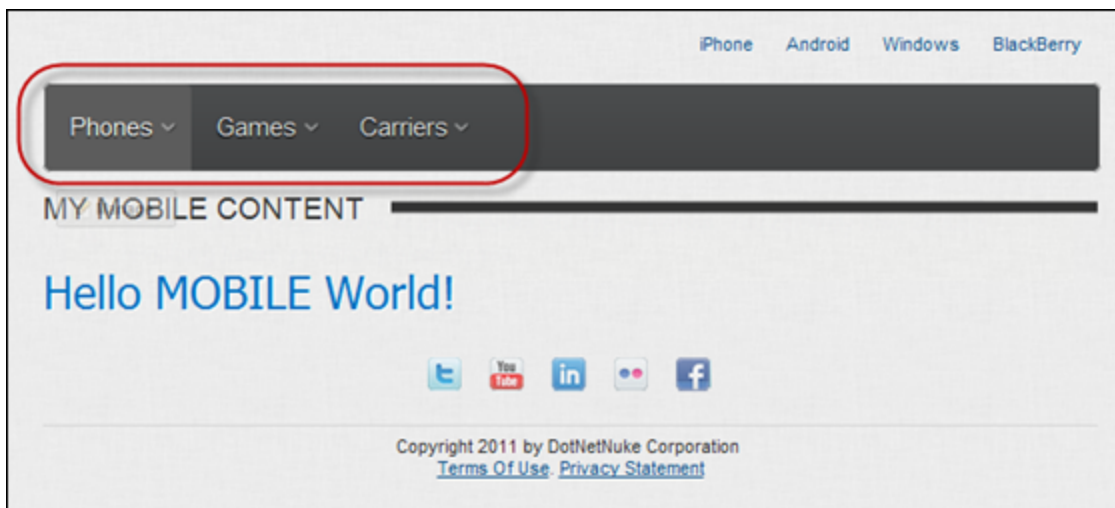 iPhone Android Windows BlackBerry
Phones Games Carriers
MY MOBILE CONTENT
Hello MOBILE World!
You
Tube
in
f
Copyright 2011 by DotNetNuke Corporation
Terms Of Use. Privacy Statement